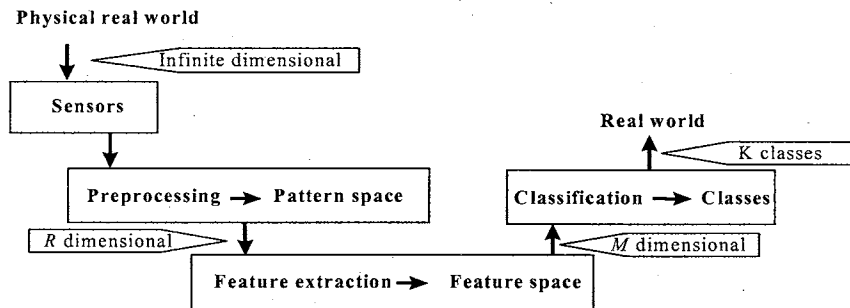 Physical real world
Infinite dimensional
Sensors
Real world
K classes
Preprocessing → Pattern space
Classification → Classes
R dimensional
M dimensional
Feature extraction → Feature space